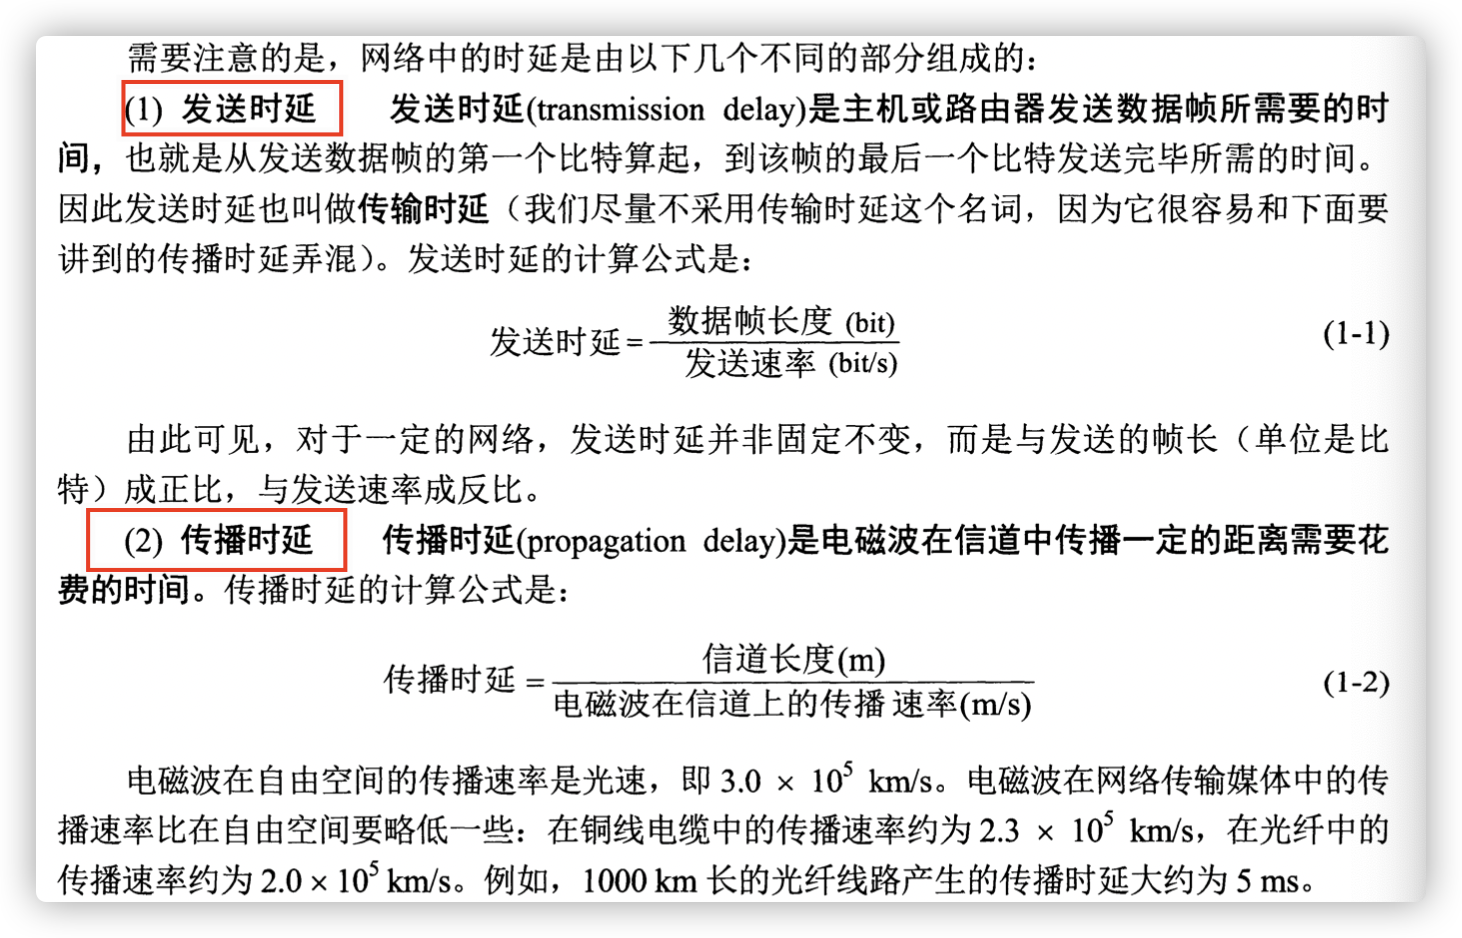 需要注意的是，网络中的时延是由以下几个不同的部分组成的：
(1) 发送时延 发送时延(transmission delay)是主机或路由器发送数据帧所需要的时
间，也就是从发送数据帧的第一个比特算起，到该帧的最后一个比特发送完毕所需的时间。
因此发送时延也叫做传输时延（我们尽量不采用传输时延这个名词，因为它很容易和下面要
讲到的传播时延弄混）。发送时延的计算公式是：
发送时延 = 数据帧长度 (bit) / 发送速率 (bit/s) (1-1)
由此可见，对于一定的网络，发送时延并非固定不变，而是与发送的帧长（单位是比
特）成正比，与发送速率成反比。
(2) 传播时延 传播时延(propagation delay)是电磁波在信道中传播一定的距离需要花
费的时间。传播时延的计算公式是：
传播时延 = 信道长度(m) / 电磁波在信道上的传播速率(m/s) (1-2)
电磁波在自由空间的传播速率是光速，即 3.0 × 10⁵ km/s。电磁波在网络传输媒体中的传
播速率比在自由空间要略低一些：在铜线电缆中的传播速率约为 2.3 × 10⁵ km/s，在光纤中的
传播速率约为 2.0 × 10⁵ km/s。例如，1000 km 长的光纤线路产生的传播时延大约为 5 ms。